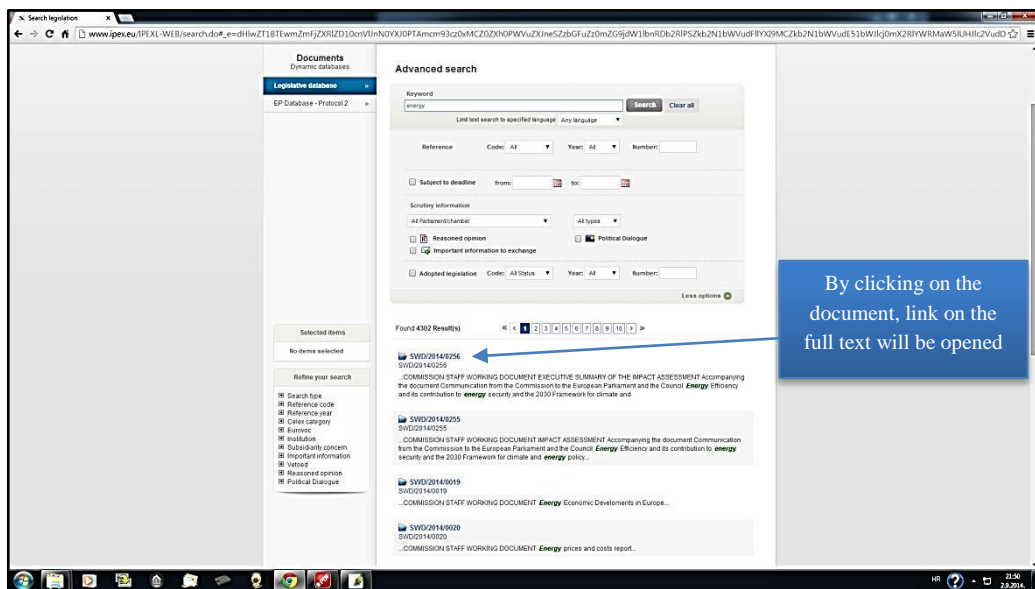 Search legislation
www.ipex.eu/IPEXL-WEB/search.do#_e=
Documents
Dynamic databases
Legislative database »
EP Database - Protocol 2 »
Advanced search
Keyword
energy
Search
Clear all
Limit text search to specified language Any language
Reference Code: All Year: All Number:
Subject to deadline from: to:
Scrutiny information
All Parliament/chamber All types
Reasoned opinion Political Dialogue
Important information to exchange
Adopted legislation Code: All Status Year: All Number:
Less options
By clicking on the
document, link on the
full text will be opened
Found 4302 Result(s) « < 1 2 3 4 5 6 7 8 9 10 > »
Selected items
No items selected
Refine your search
Search type
Reference code
Reference year
Celex category
Eurovoc
Institution
Subsidiarity concern
Important information
Vetoed
Reasoned opinion
Political Dialogue
SWD/2014/0256
SWD/2014/0256
...COMMISSION STAFF WORKING DOCUMENT EXECUTIVE SUMMARY OF THE IMPACT ASSESSMENT Accompanying
the document Communication from the Commission to the European Parliament and the Council Energy Efficiency
and its contribution to energy security and the 2030 Framework for climate and
SWD/2014/0255
SWD/2014/0255
...COMMISSION STAFF WORKING DOCUMENT IMPACT ASSESSMENT Accompanying the document Communication
from the Commission to the European Parliament and the Council Energy Efficiency and its contribution to energy
security and the 2030 Framework for climate and energy policy...
SWD/2014/0019
SWD/2014/0019
...COMMISSION STAFF WORKING DOCUMENT Energy Economic Develoments in Europe...
SWD/2014/0020
SWD/2014/0020
...COMMISSION STAFF WORKING DOCUMENT Energy prices and costs report...
HR
21:50
2.9.2014.